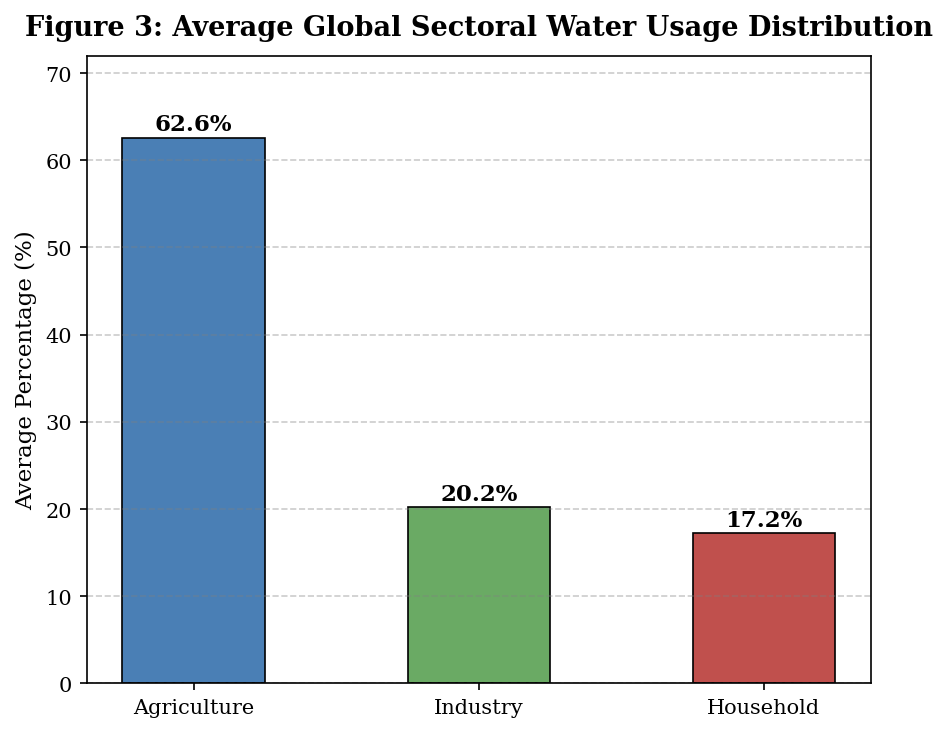 Figure 3: Average Global Sectoral Water Usage Distribution
Average Percentage (%)
70
60
50
40
30
20
10
0
62.6%
20.2%
17.2%
Agriculture
Industry
Household